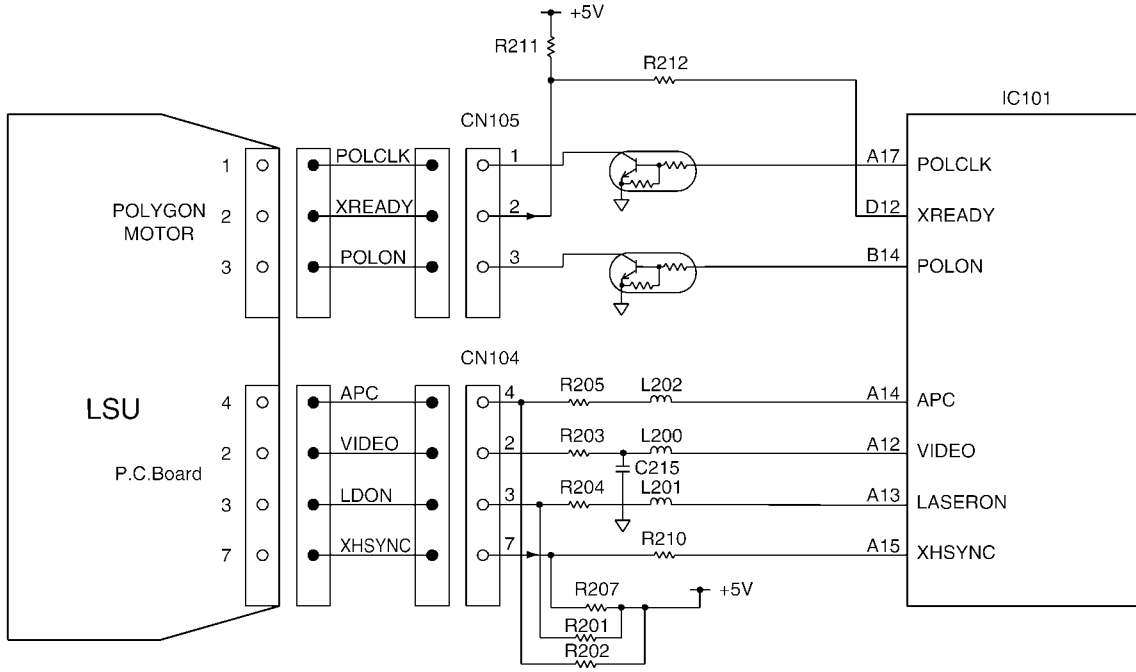 +5V
R211
R212
IC101
CN105
1 POLCLK 1 A17 POLCLK
POLYGON MOTOR
2 XREADY 2 D12 XREADY
3 POLON 3 B14 POLON
CN104
LSU
P.C.Board
4 APC 4 R205 L202 A14 APC
2 VIDEO 2 R203 L200 A12 VIDEO
C215
3 LDON 3 R204 L201 A13 LASERON
7 XHSYNC 7 R210 A15 XHSYNC
R207 +5V
R201
R202